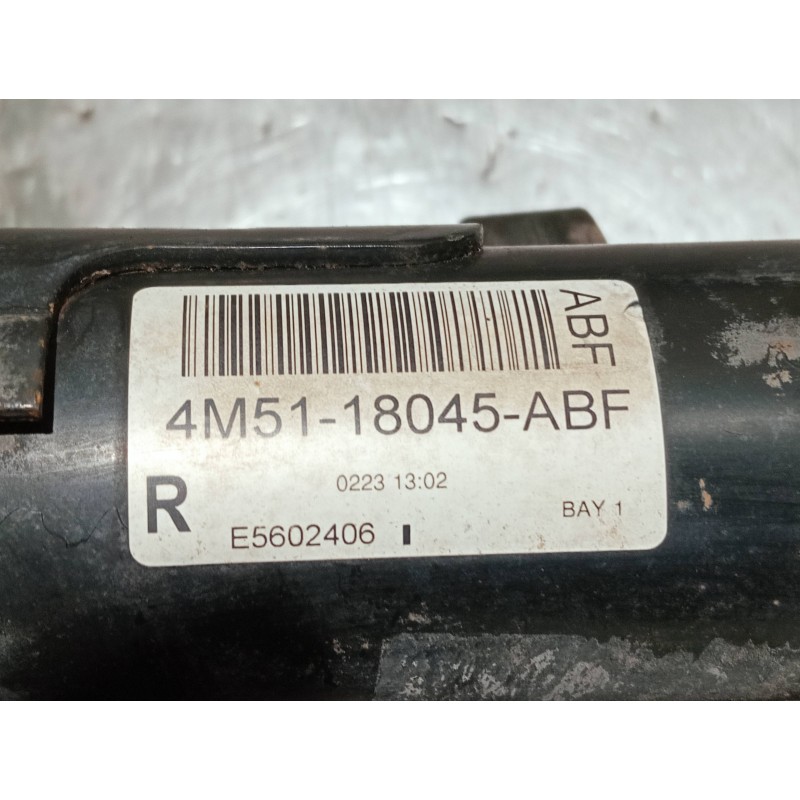 ABF
4M51-18045-ABF
R
0223 13:02
E5602406
BAY 1